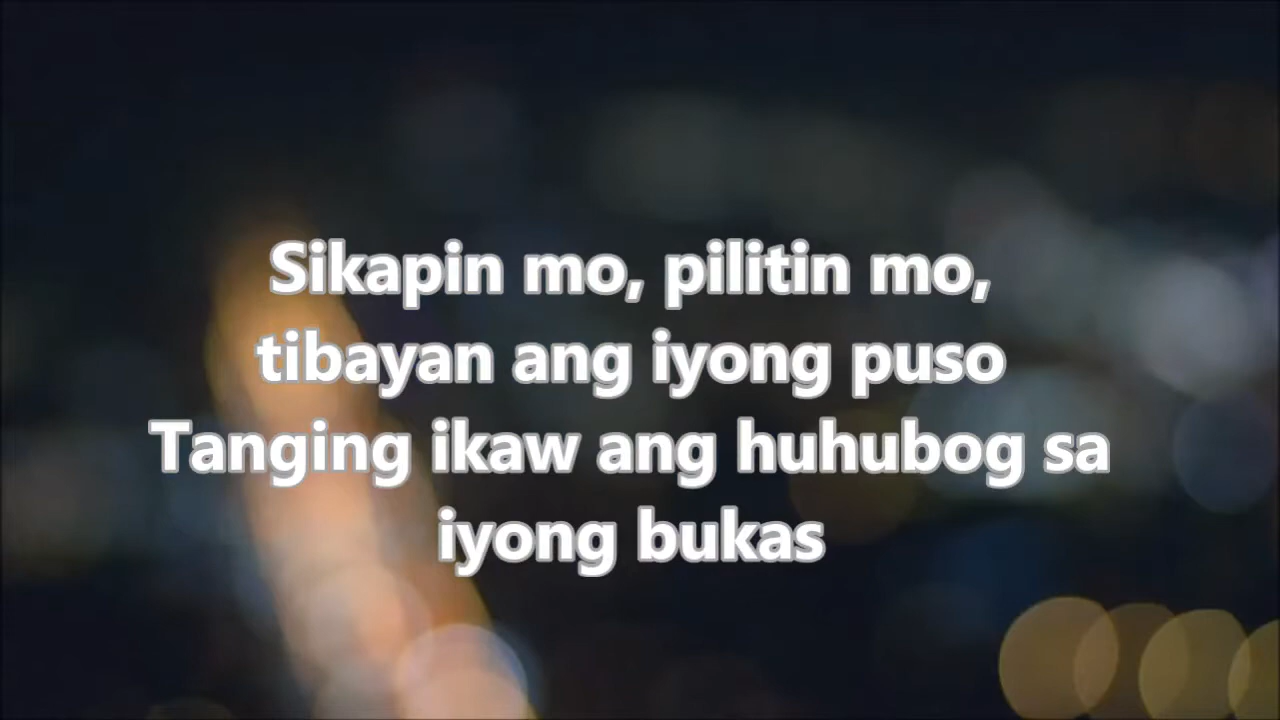 Sikapin mo, pilitin mo,
tibayan ang iyong puso
Tanging ikaw ang huhubog sa
iyong bukas